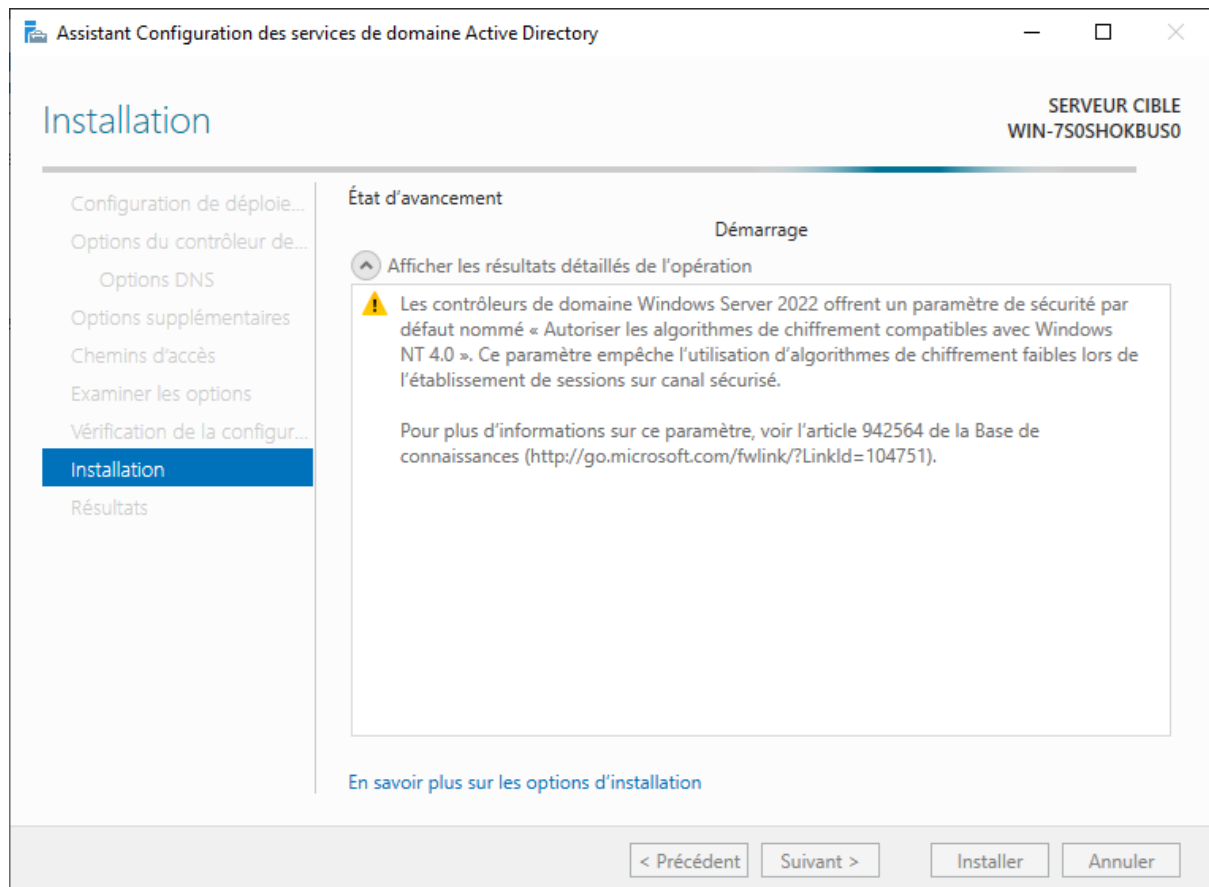 Assistant Configuration des services de domaine Active Directory
Installation
SERVEUR CIBLE
WIN-7S0SHOKBUS0
Configuration de déploie...
Options du contrôleur de...
Options DNS
Options supplémentaires
Chemins d'accès
Examiner les options
Vérification de la configur...
Installation
Résultats
État d'avancement
Démarrage
Afficher les résultats détaillés de l'opération
Les contrôleurs de domaine Windows Server 2022 offrent un paramètre de sécurité par
défaut nommé « Autoriser les algorithmes de chiffrement compatibles avec Windows
NT 4.0 ». Ce paramètre empêche l'utilisation d'algorithmes de chiffrement faibles lors de
l'établissement de sessions sur canal sécurisé.
Pour plus d'informations sur ce paramètre, voir l'article 942564 de la Base de
connaissances (http://go.microsoft.com/fwlink/?LinkId=104751).
En savoir plus sur les options d'installation
< Précédent
Suivant >
Installer
Annuler